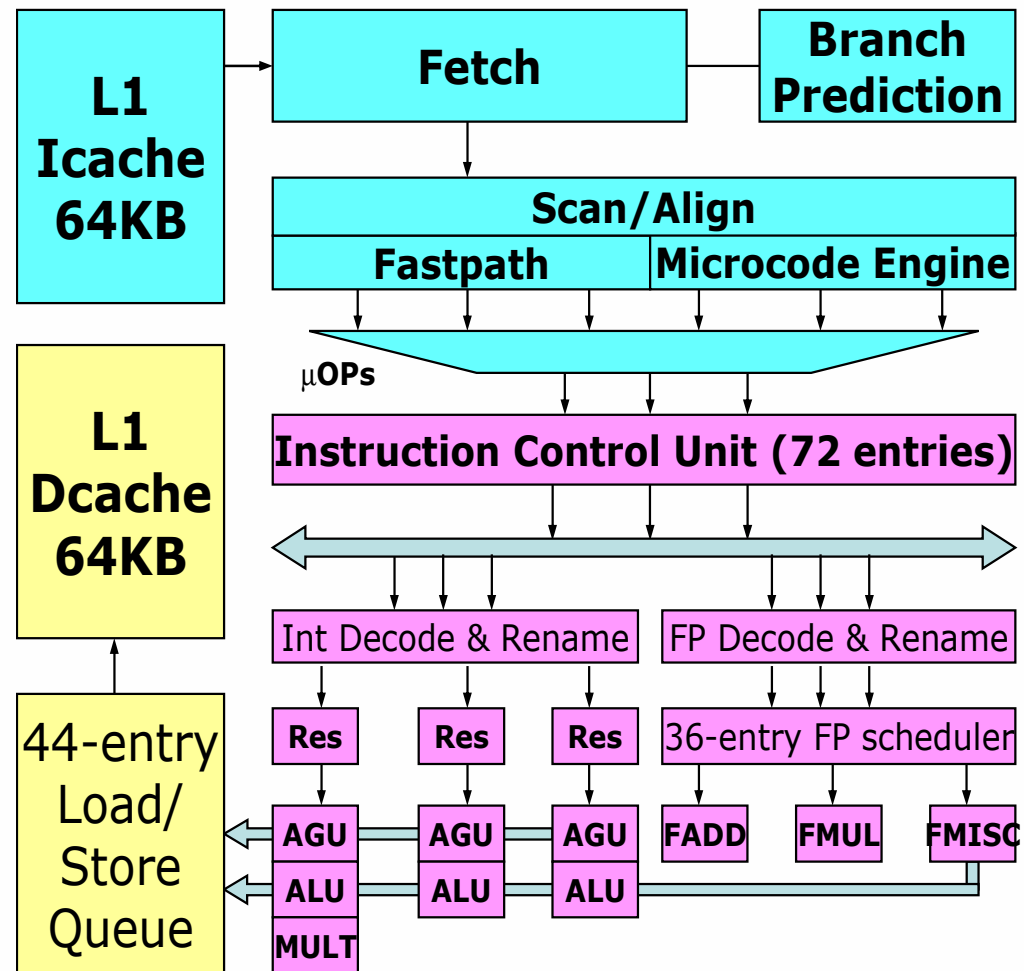 L1
Icache
64KB
Fetch
Branch
Prediction
Scan/Align
Fastpath
Microcode Engine
μOPs
L1
Dcache
64KB
Instruction Control Unit (72 entries)
Int Decode & Rename
FP Decode & Rename
44-entry
Load/
Store
Queue
Res
Res
Res
36-entry FP scheduler
AGU
AGU
AGU
FADD
FMUL
FMISC
ALU
ALU
ALU
MULT